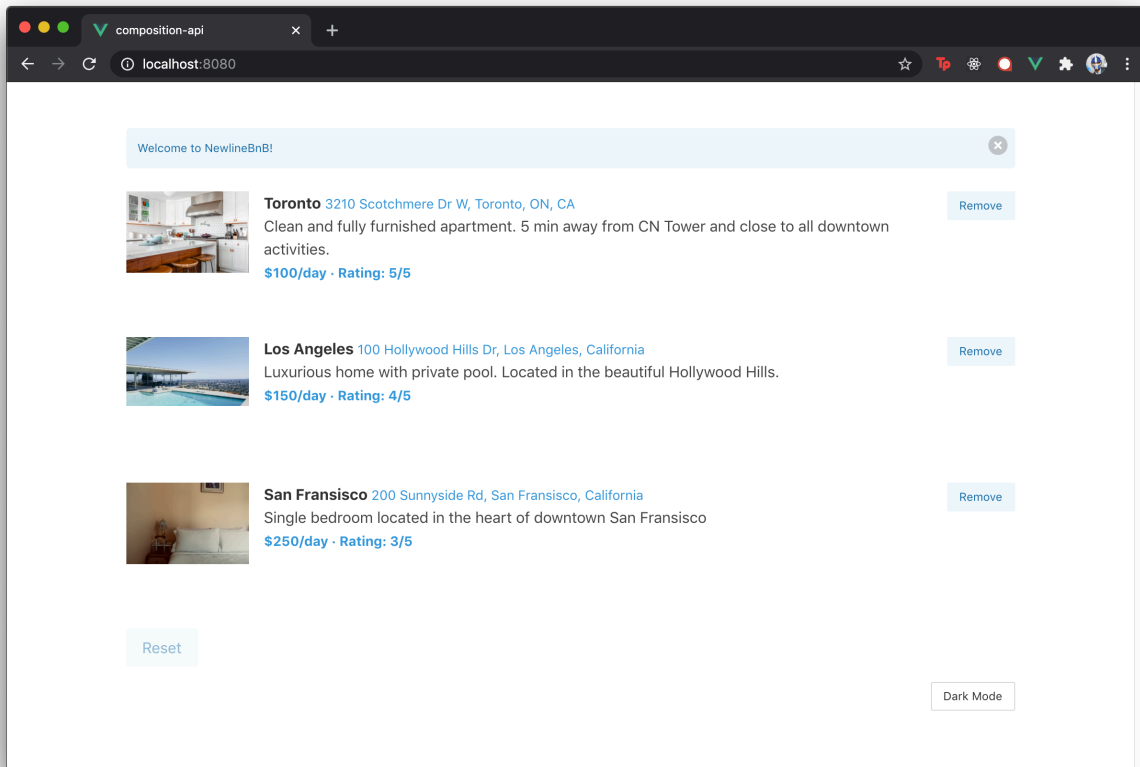 composition-api
localhost:8080
Tp
Welcome to NewlineBnB!
Toronto 3210 Scotchmere Dr W, Toronto, ON, CA
Remove
Clean and fully furnished apartment. 5 min away from CN Tower and close to all downtown
activities.
$100/day · Rating: 5/5
Los Angeles 100 Hollywood Hills Dr, Los Angeles, California
Remove
Luxurious home with private pool. Located in the beautiful Hollywood Hills.
$150/day · Rating: 4/5
San Fransisco 200 Sunnyside Rd, San Fransisco, California
Remove
Single bedroom located in the heart of downtown San Fransisco
$250/day · Rating: 3/5
Reset
Dark Mode